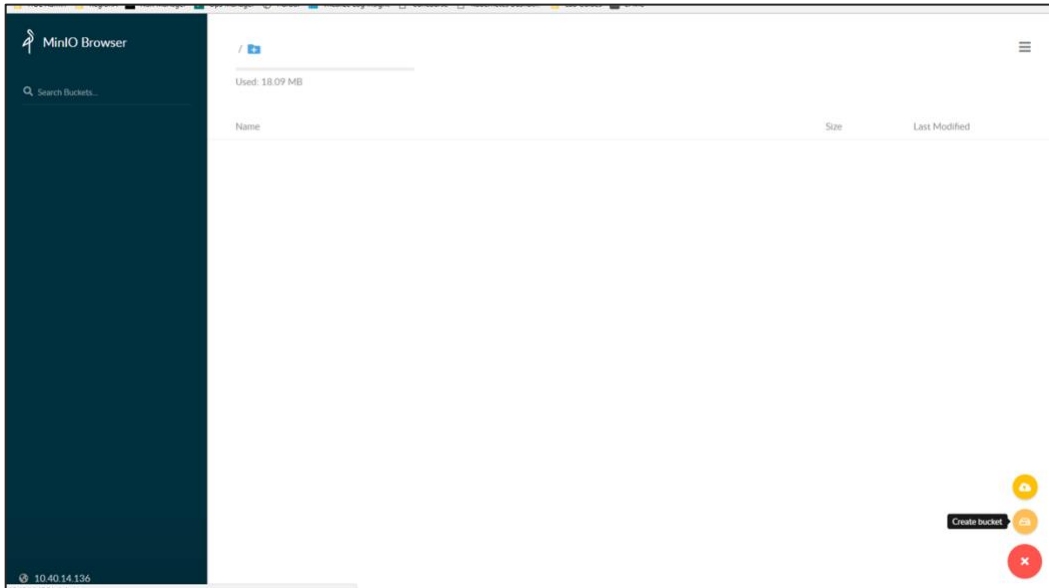 MinIO Browser
Search Buckets...
/
Used: 18.09 MB
Name Size Last Modified
Create bucket
10.40.14.136